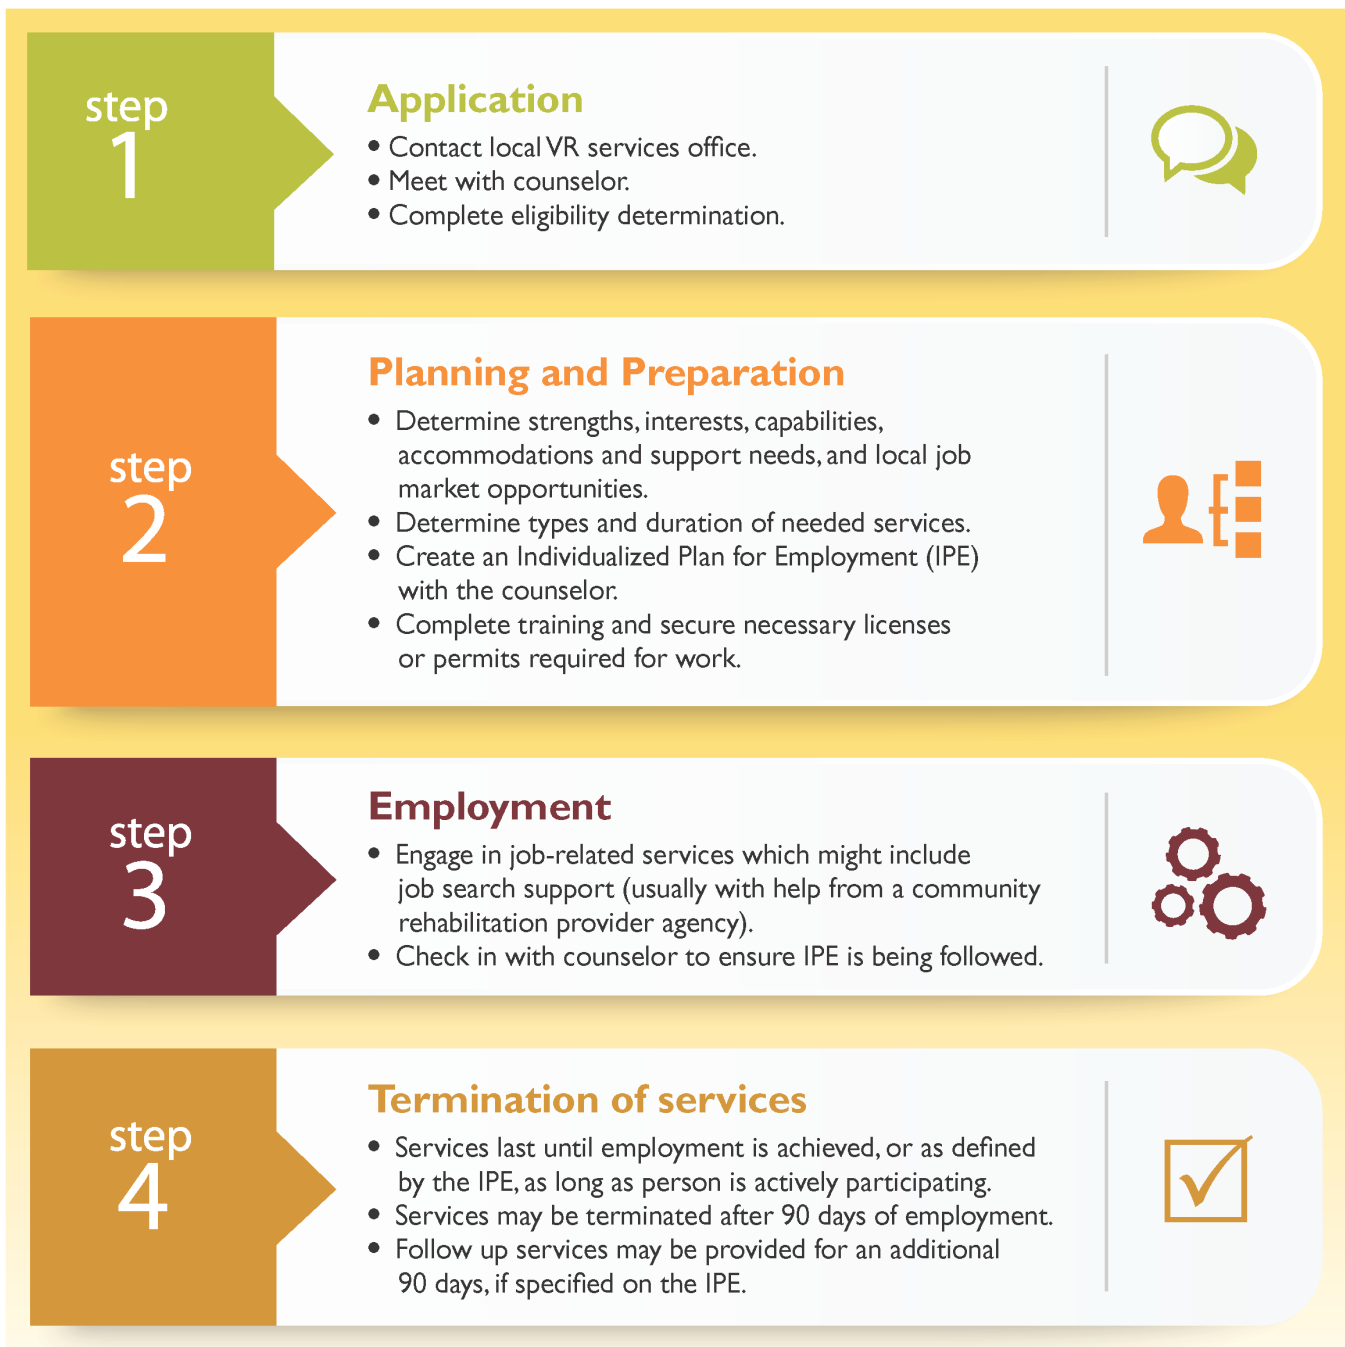 step
1
Application
• Contact local VR services office.
• Meet with counselor.
• Complete eligibility determination.
step
2
Planning and Preparation
• Determine strengths, interests, capabilities,
accommodations and support needs, and local job
market opportunities.
• Determine types and duration of needed services.
• Create an Individualized Plan for Employment (IPE)
with the counselor.
• Complete training and secure necessary licenses
or permits required for work.
step
3
Employment
• Engage in job-related services which might include
job search support (usually with help from a community
rehabilitation provider agency).
• Check in with counselor to ensure IPE is being followed.
step
4
Termination of services
• Services last until employment is achieved, or as defined
by the IPE, as long as person is actively participating.
• Services may be terminated after 90 days of employment.
• Follow up services may be provided for an additional
90 days, if specified on the IPE.